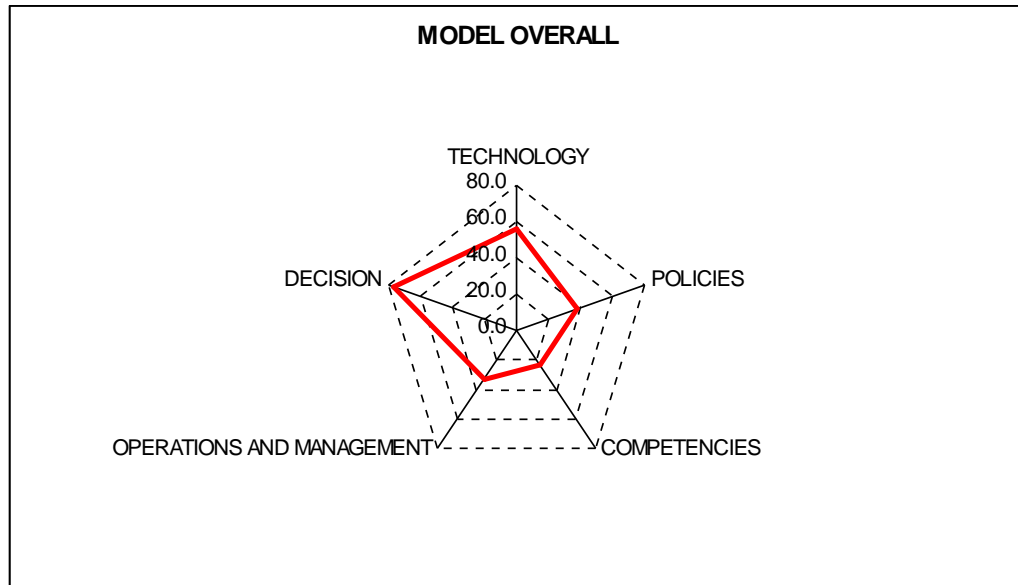 MODEL OVERALL
TECHNOLOGY
80.0
60.0
40.0
20.0
0.0
DECISION
POLICIES
OPERATIONS AND MANAGEMENT
COMPETENCIES